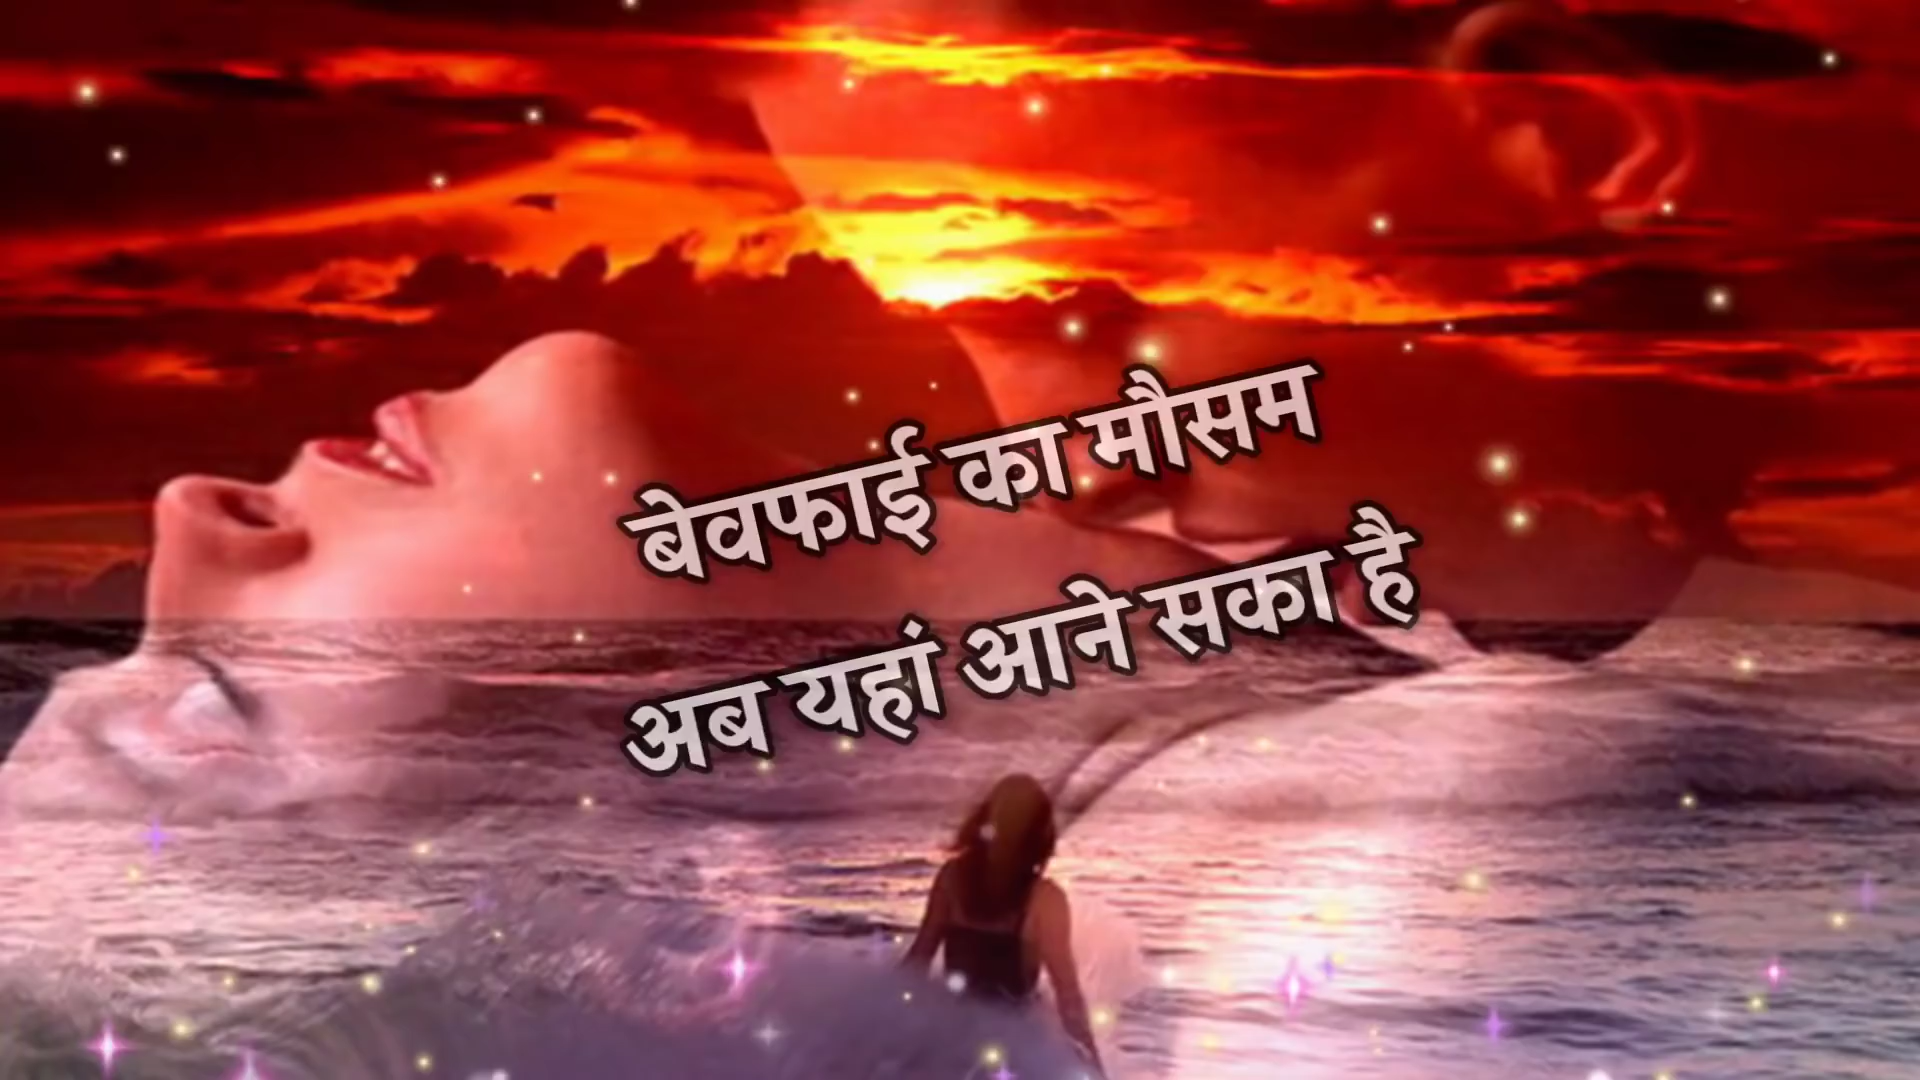 बेवफाई का मौसम
अब यहां आने सका है